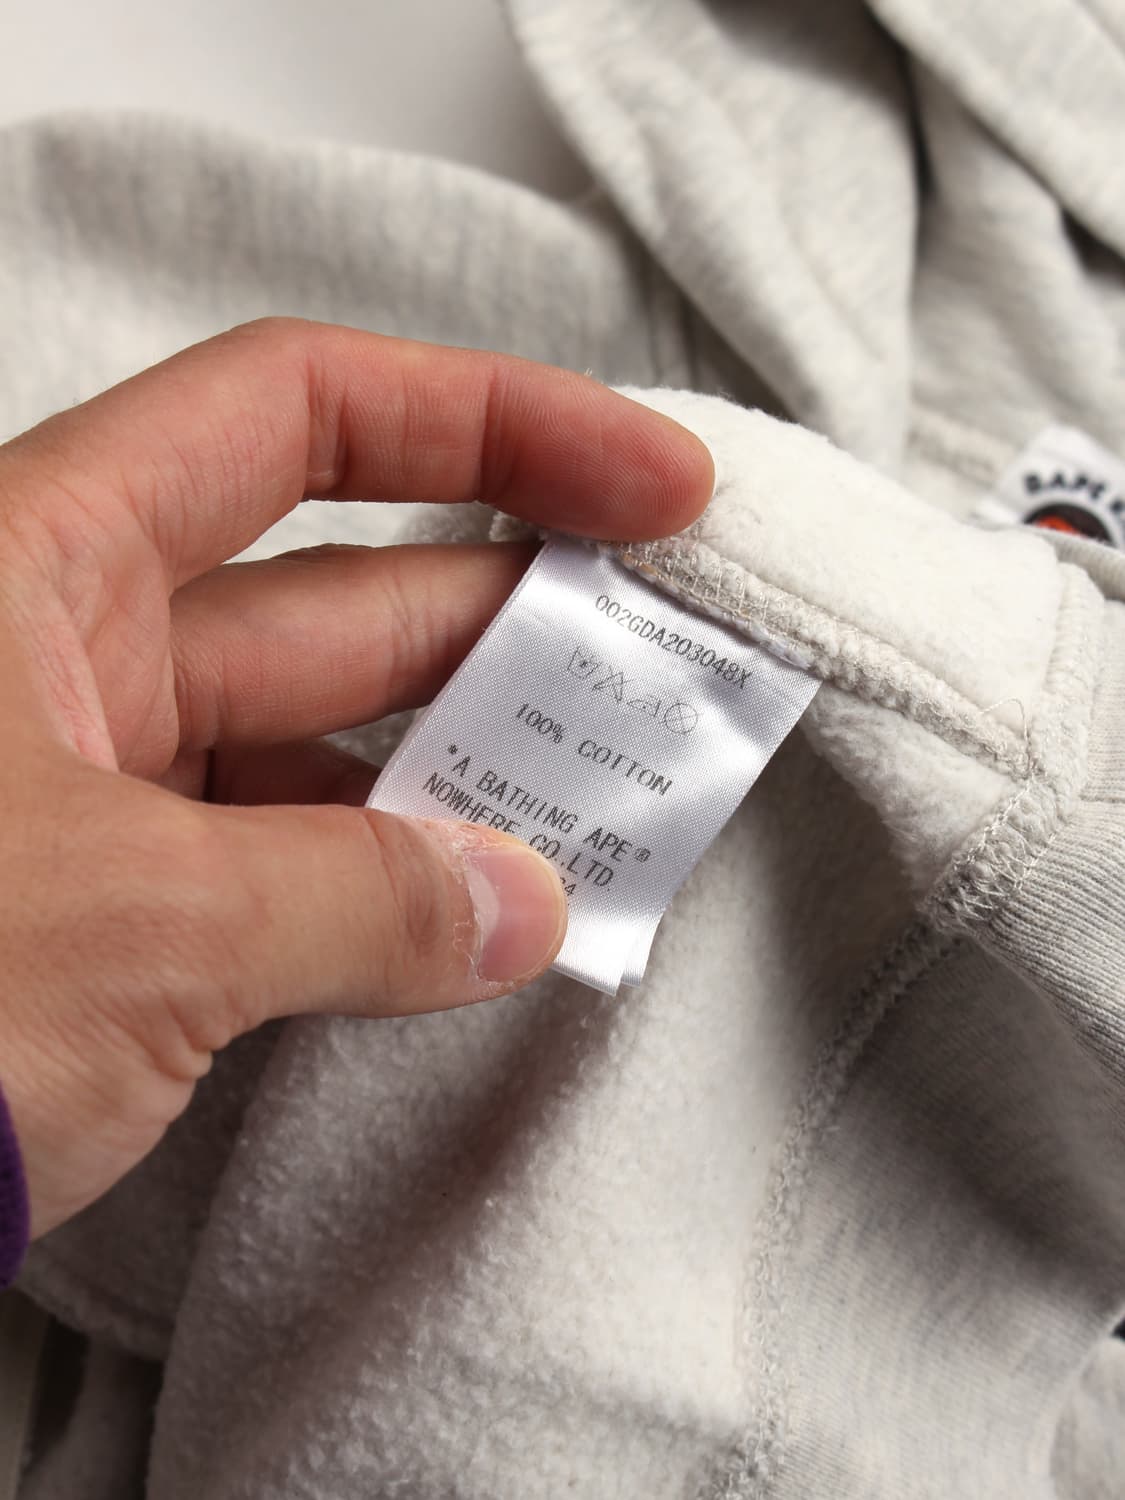 002GDA203048X
100% COTTON
*A BATHING APE®
NOWHERE CO.,LTD.